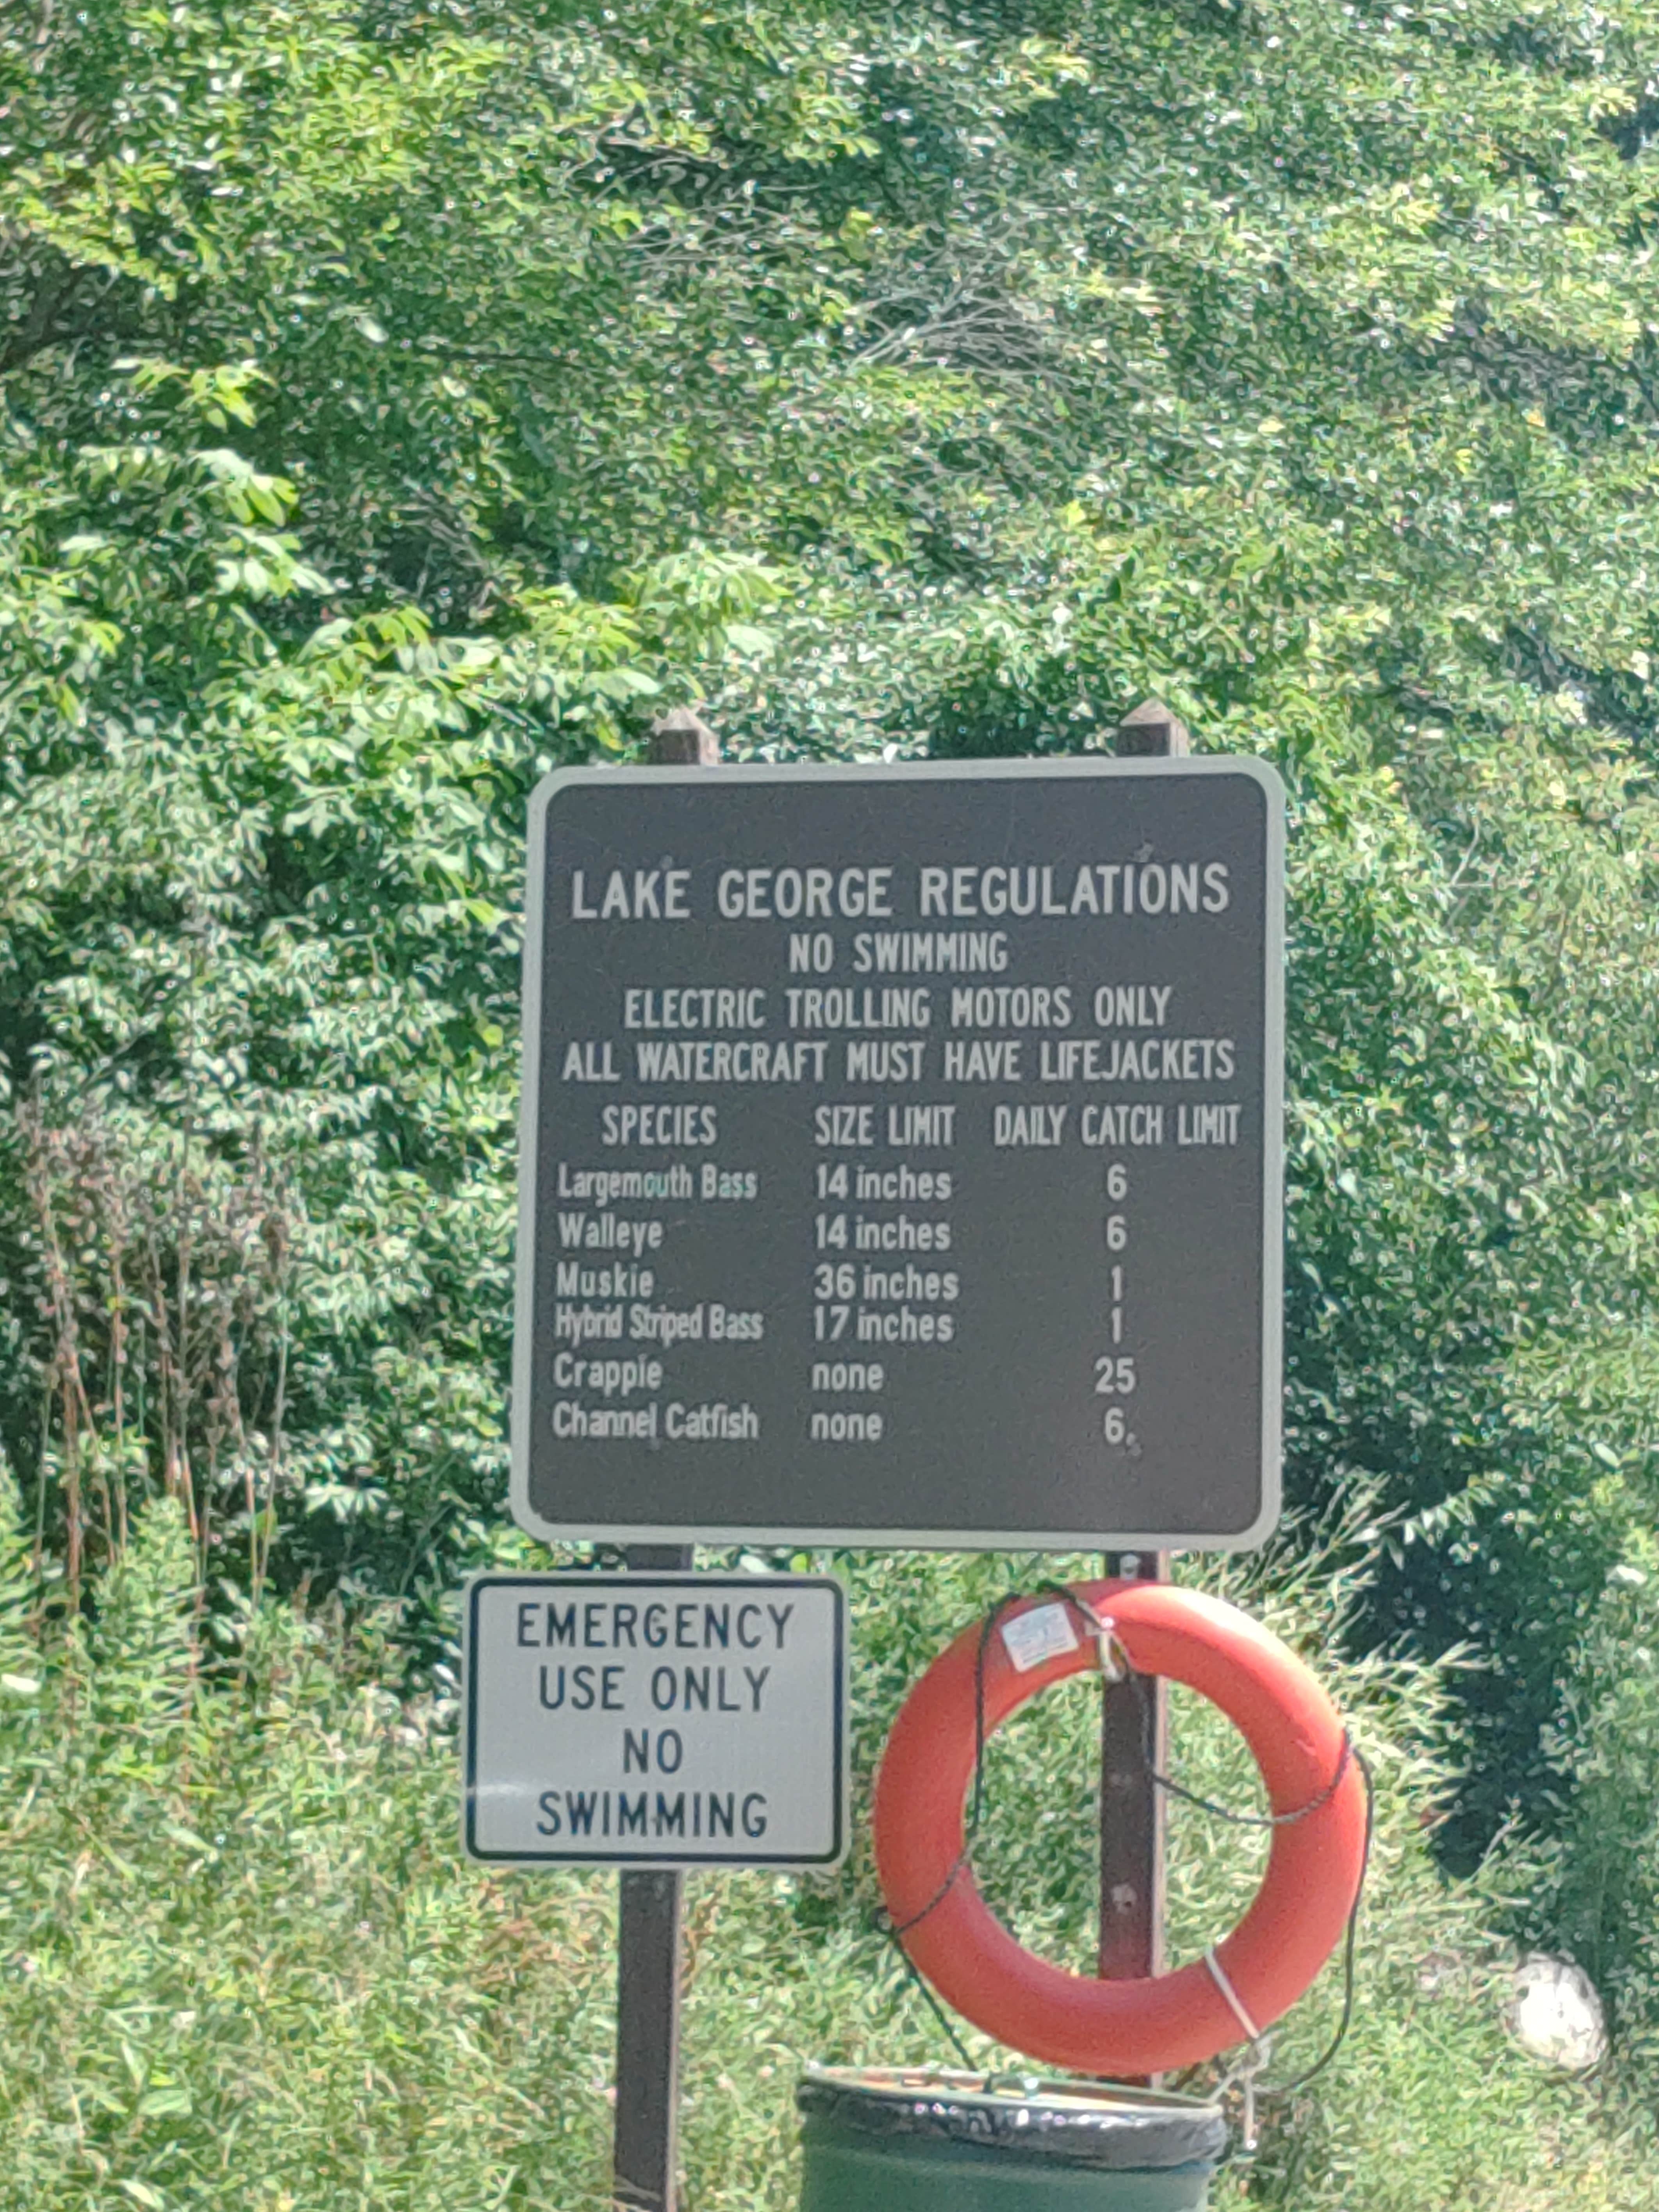 LAKE GEORGE REGULATIONS
NO SWIMMING
ELECTRIC TROLLING MOTORS ONLY
ALL WATERCRAFT MUST HAVE LIFEJACKETS
SPECIES SIZE LIMIT DAILY CATCH LIMIT
Largemouth Bass 14 inches 6
Walleye 14 inches 6
Muskie 36 inches 1
Hybrid Striped Bass 17 inches 1
Crappie none 25
Channel Catfish none 6
EMERGENCY
USE ONLY
NO
SWIMMING